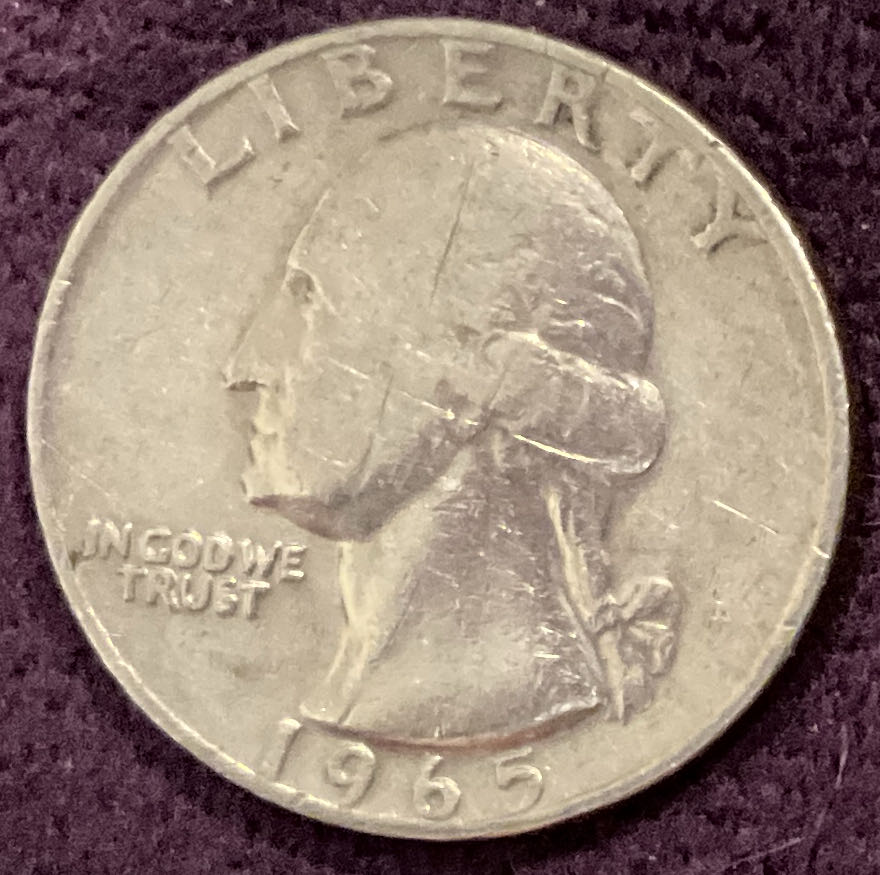 LIBERTY
IN GOD WE
TRUST
1965